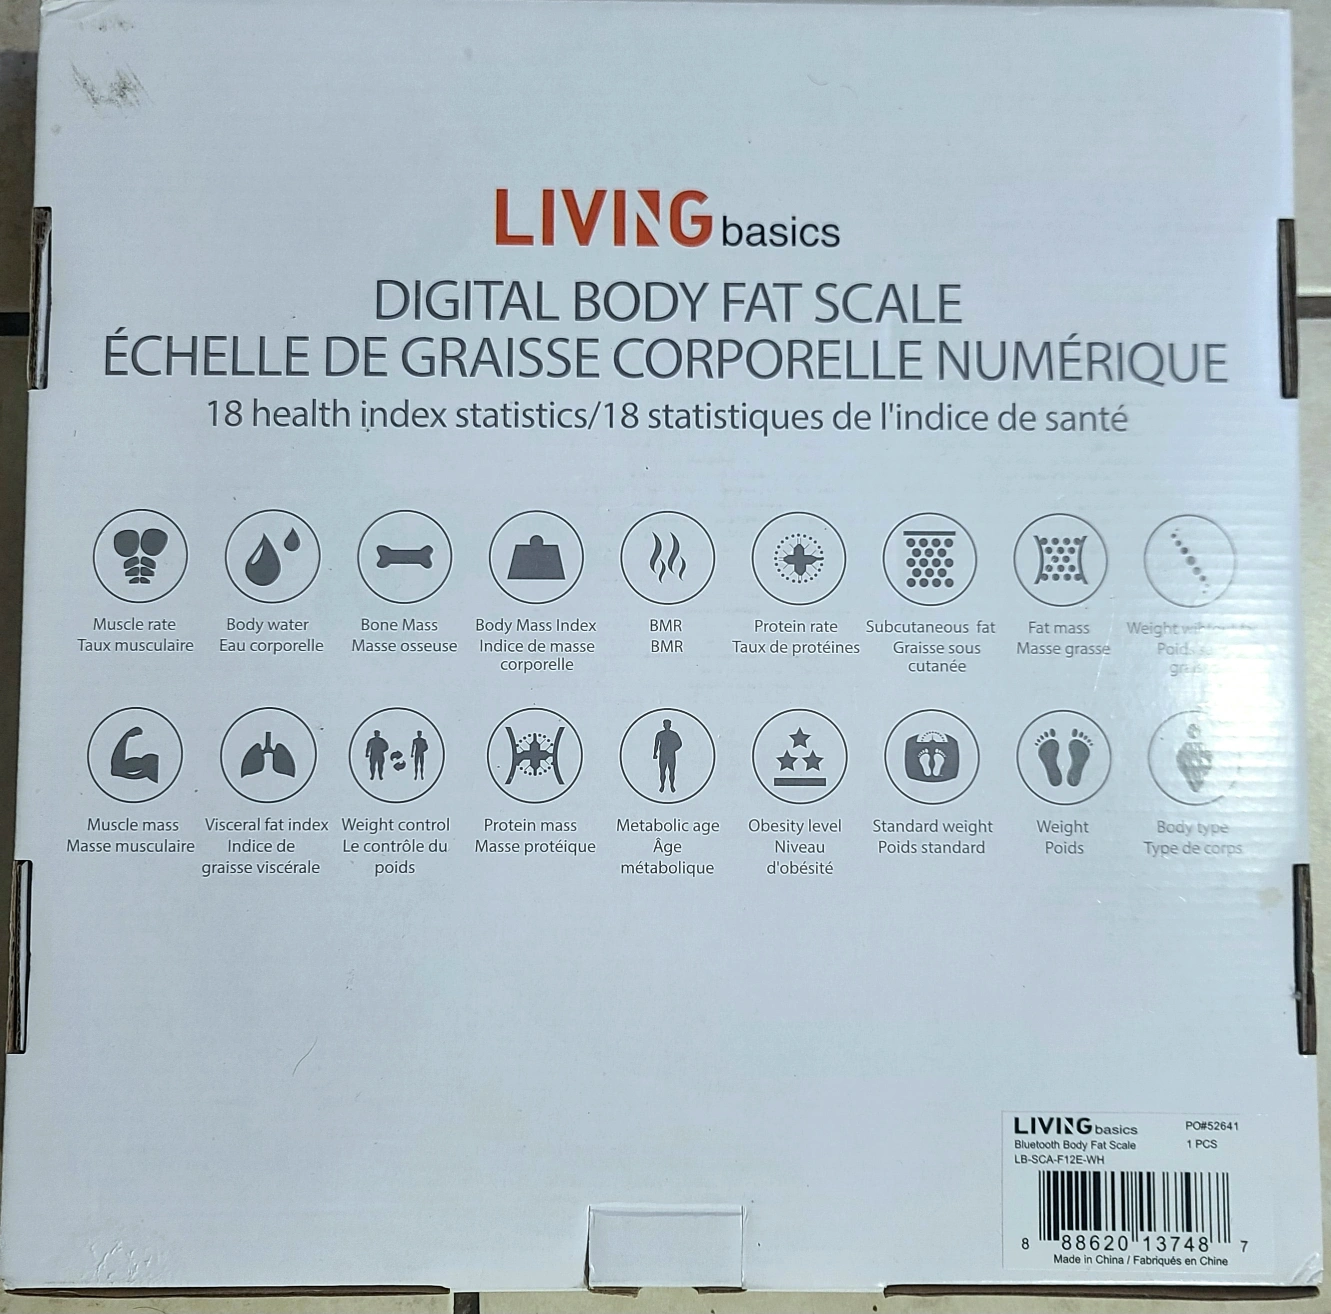 LIVING basics
DIGITAL BODY FAT SCALE
ÉCHELLE DE GRAISSE CORPORELLE NUMÉRIQUE
18 health index statistics/18 statistiques de l'indice de santé
Muscle rate
Taux musculaire
Body water
Eau corporelle
Bone Mass
Masse osseuse
Body Mass Index
Indice de masse
corporelle
BMR
BMR
Protein rate
Taux de protéines
Subcutaneous fat
Graisse sous
cutanée
Fat mass
Masse grasse
Weight
Muscle mass
Masse musculaire
Visceral fat index
Indice de
graisse viscérale
Weight control
Le contrôle du
poids
Protein mass
Masse protéique
Metabolic age
Âge
métabolique
Obesity level
Niveau
d'obésité
Standard weight
Poids standard
Weight
Poids
Body type
Type de corps
LIVING basics PO#52641
Bluetooth Body Fat Scale 1 PCS
LB-SCA-F12E-WH
8 88620 13748 7
Made in China / Fabriqués en Chine